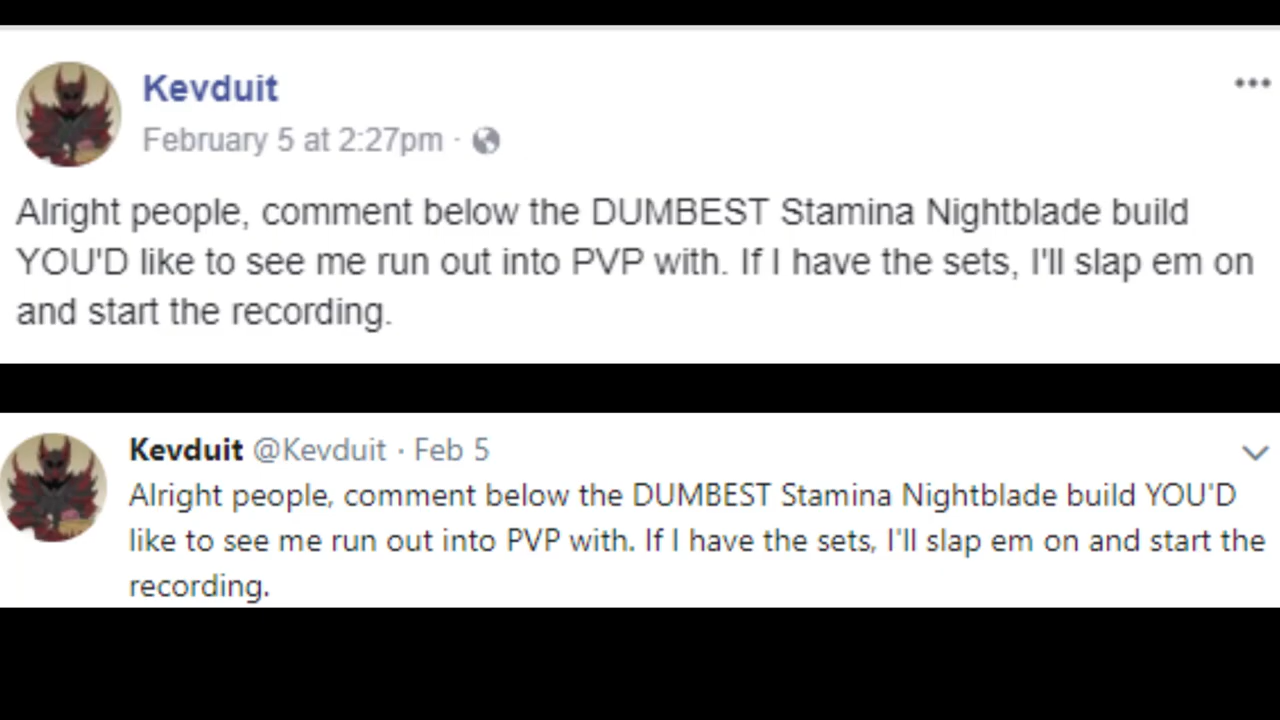 Kevduit
February 5 at 2:27pm ·
Alright people, comment below the DUMBEST Stamina Nightblade build
YOU'D like to see me run out into PVP with. If I have the sets, I'll slap em on
and start the recording.
Kevduit @Kevduit · Feb 5
Alright people, comment below the DUMBEST Stamina Nightblade build YOU'D
like to see me run out into PVP with. If I have the sets, I'll slap em on and start the
recording.